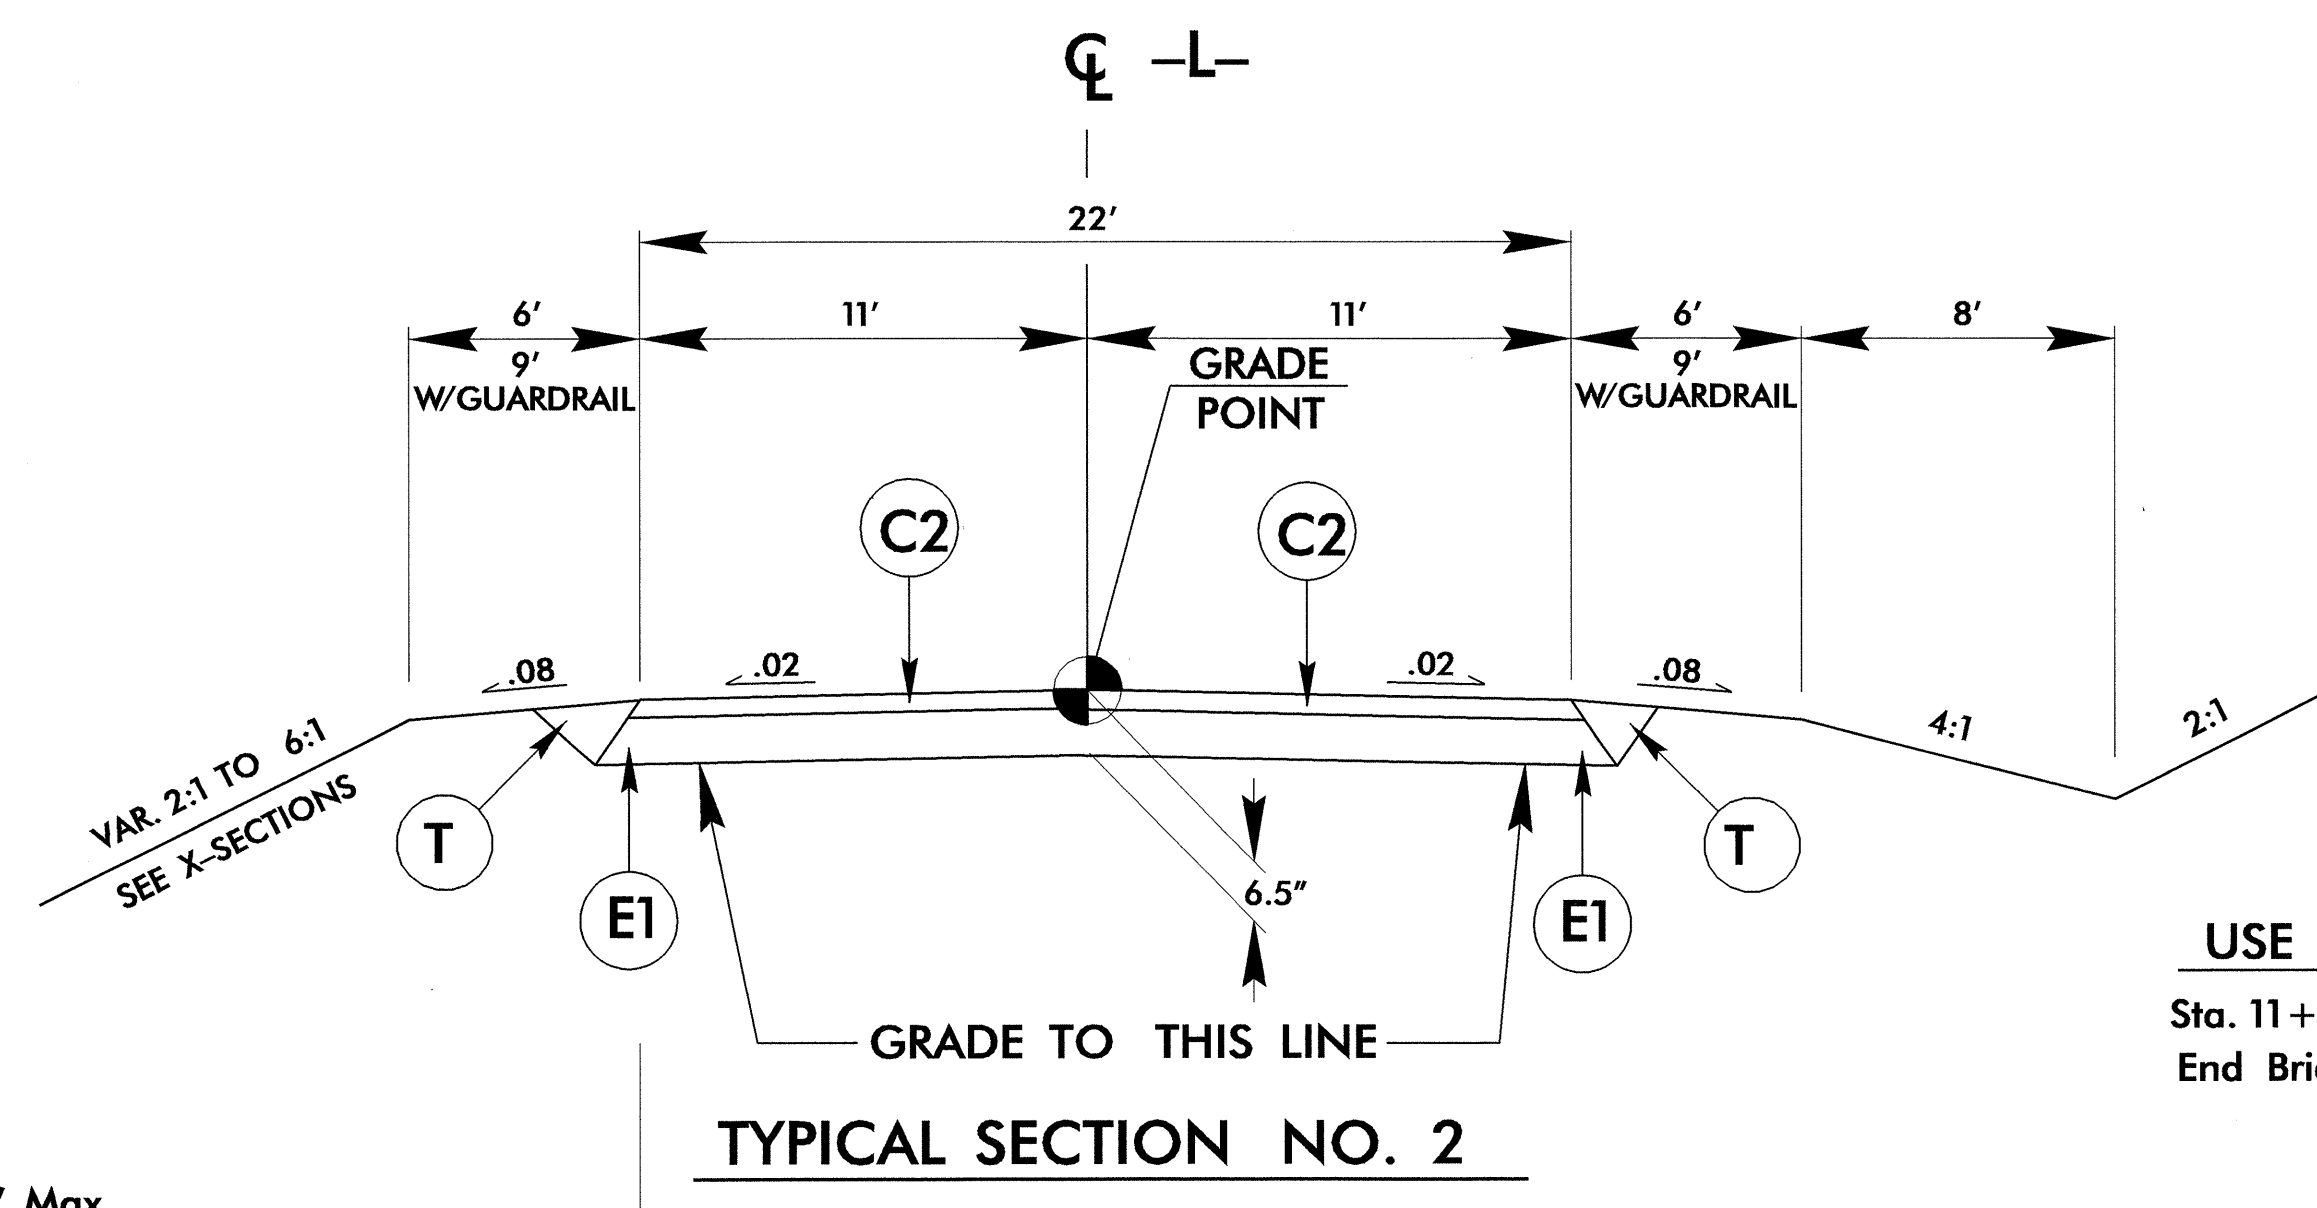 ℄ –L–
22'
6' 11' 11' 6' 8'
9' 9'
W/GUARDRAIL W/GUARDRAIL
GRADE
POINT
C2 C2
.08 .02 .02 .08
VAR. 2:1 TO 6:1
SEE X–SECTIONS
4:1
2:1
T T
6.5"
E1 E1
USE
Sta. 11+
End
GRADE TO THIS LINE
TYPICAL SECTION NO. 2
Max